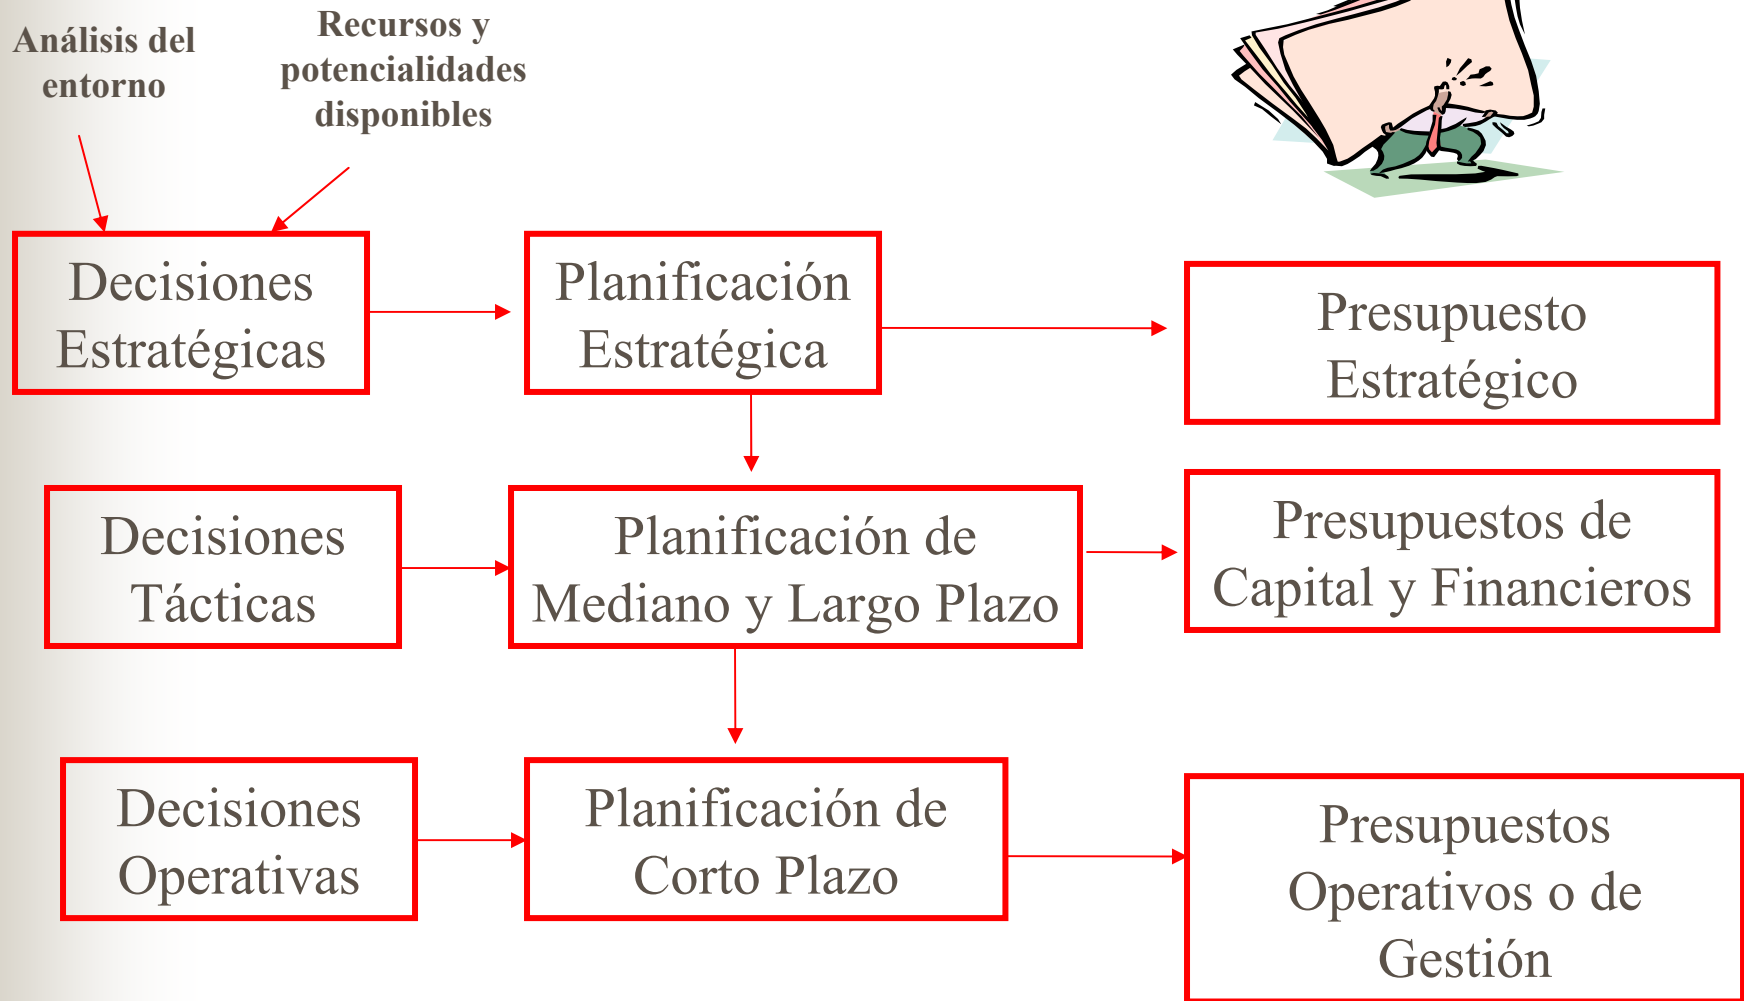 Análisis del
entorno
Recursos y
potencialidades
disponibles
Decisiones
Estratégicas
Planificación
Estratégica
Presupuesto
Estratégico
Decisiones
Tácticas
Planificación de
Mediano y Largo Plazo
Presupuestos de
Capital y Financieros
Decisiones
Operativas
Planificación de
Corto Plazo
Presupuestos
Operativos o de
Gestión